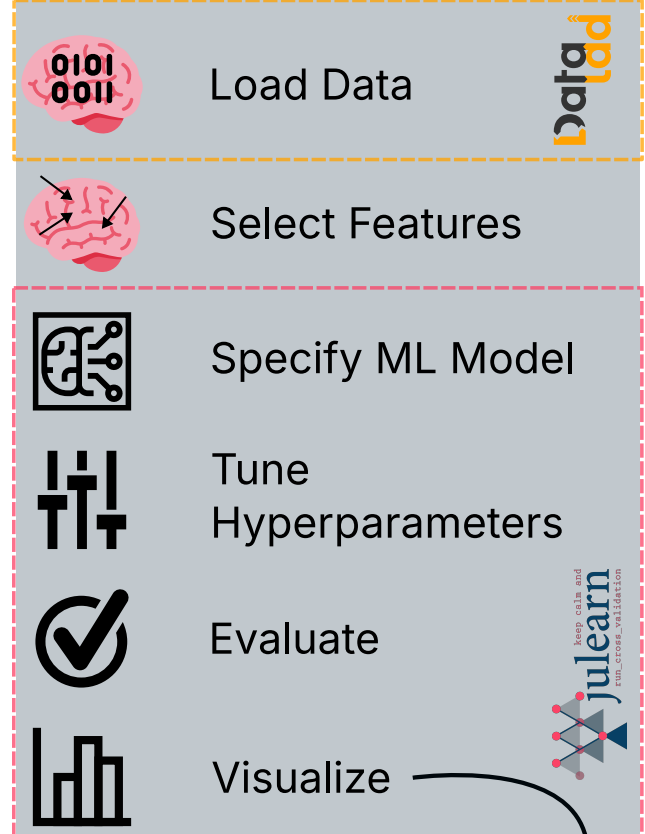 0101
0011
Load Data
Data
lad
Select Features
Specify ML Model
Tune
Hyperparameters
Evaluate
keep calm and
julearn
run_cross_validation
Visualize